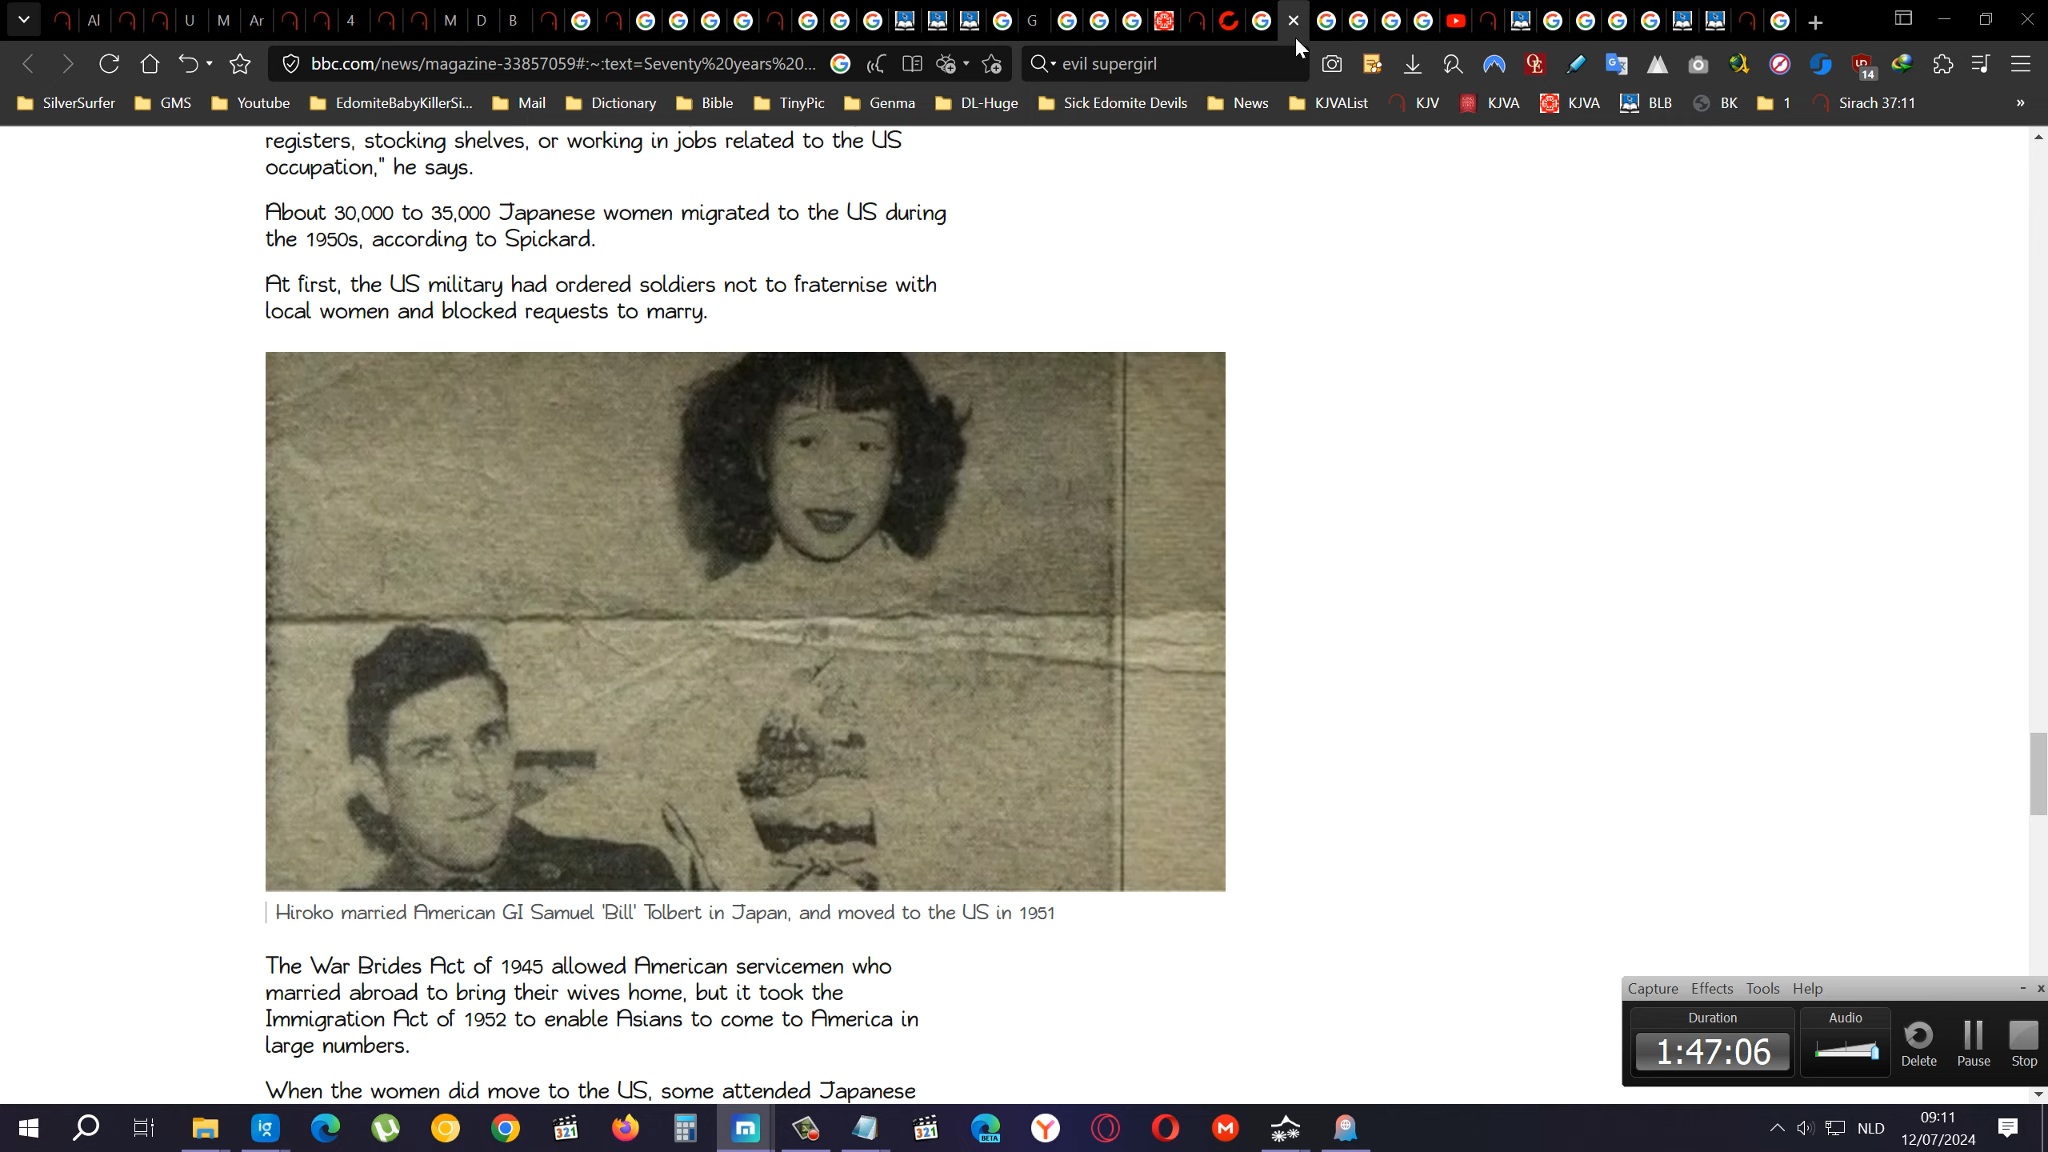 Al
U
M
Ar
4
M
D
B
G
bbc.com/news/magazine-33857059#:~:text=Seventy%20years%20...
evil supergirl
14
SilverSurfer
GMS
Youtube
EdomiteBabyKillerSi...
Mail
Dictionary
Bible
TinyPic
Genma
DL-Huge
Sick Edomite Devils
News
KJVAList
KJV
KJVA
KJVA
BLB
BK
1
Sirach 37:11
registers, stocking shelves, or working in jobs related to the US
occupation," he says.
About 30,000 to 35,000 Japanese women migrated to the US during
the 1950s, according to Spickard.
At first, the US military had ordered soldiers not to fraternise with
local women and blocked requests to marry.
Hiroko married American GI Samuel 'Bill' Tolbert in Japan, and moved to the US in 1951
The War Brides Act of 1945 allowed American servicemen who
married abroad to bring their wives home, but it took the
Immigration Act of 1952 to enable Asians to come to America in
large numbers.
When the women did move to the US, some attended Japanese
Capture Effects Tools Help
Duration
Audio
1:47:06
Delete
Pause
Stop
NLD
09:11
12/07/2024